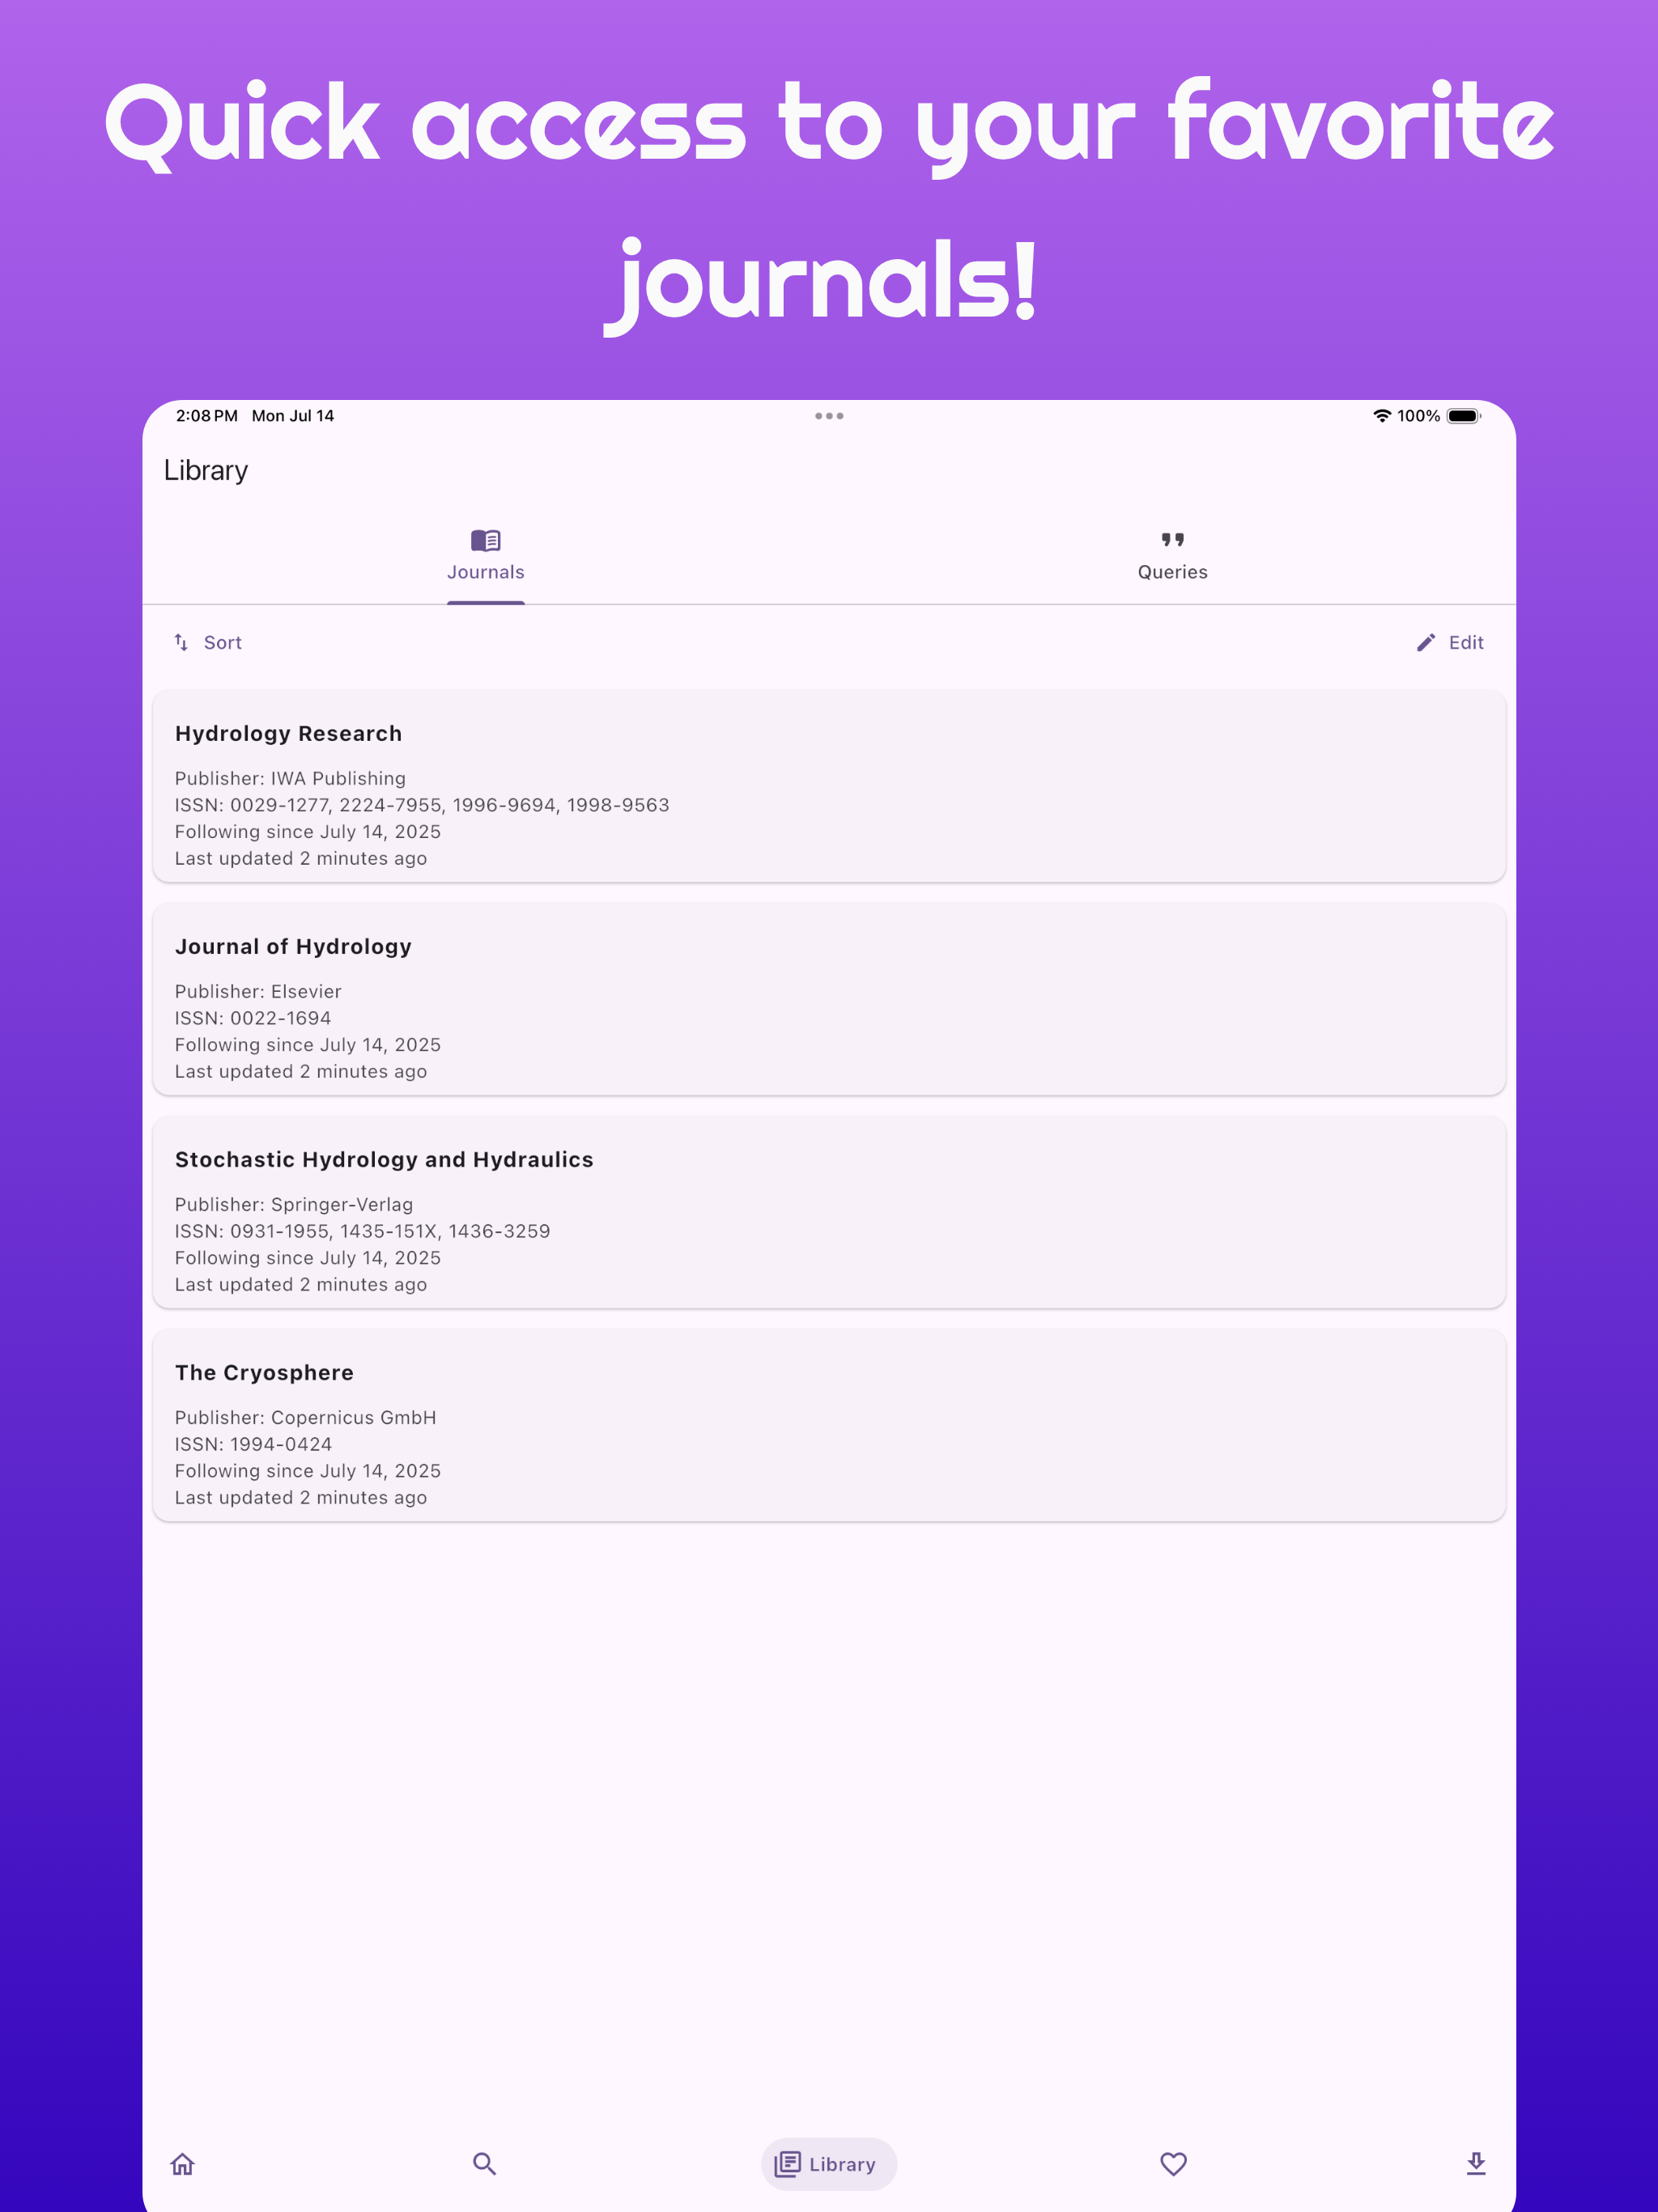 Quick access to your favorite
journals!
2:08 PM Mon Jul 14
100%
Library
Journals
Queries
Sort
Edit
Hydrology Research
Publisher: IWA Publishing
ISSN: 0029-1277, 2224-7955, 1996-9694, 1998-9563
Following since July 14, 2025
Last updated 2 minutes ago
Journal of Hydrology
Publisher: Elsevier
ISSN: 0022-1694
Following since July 14, 2025
Last updated 2 minutes ago
Stochastic Hydrology and Hydraulics
Publisher: Springer-Verlag
ISSN: 0931-1955, 1435-151X, 1436-3259
Following since July 14, 2025
Last updated 2 minutes ago
The Cryosphere
Publisher: Copernicus GmbH
ISSN: 1994-0424
Following since July 14, 2025
Last updated 2 minutes ago
Library